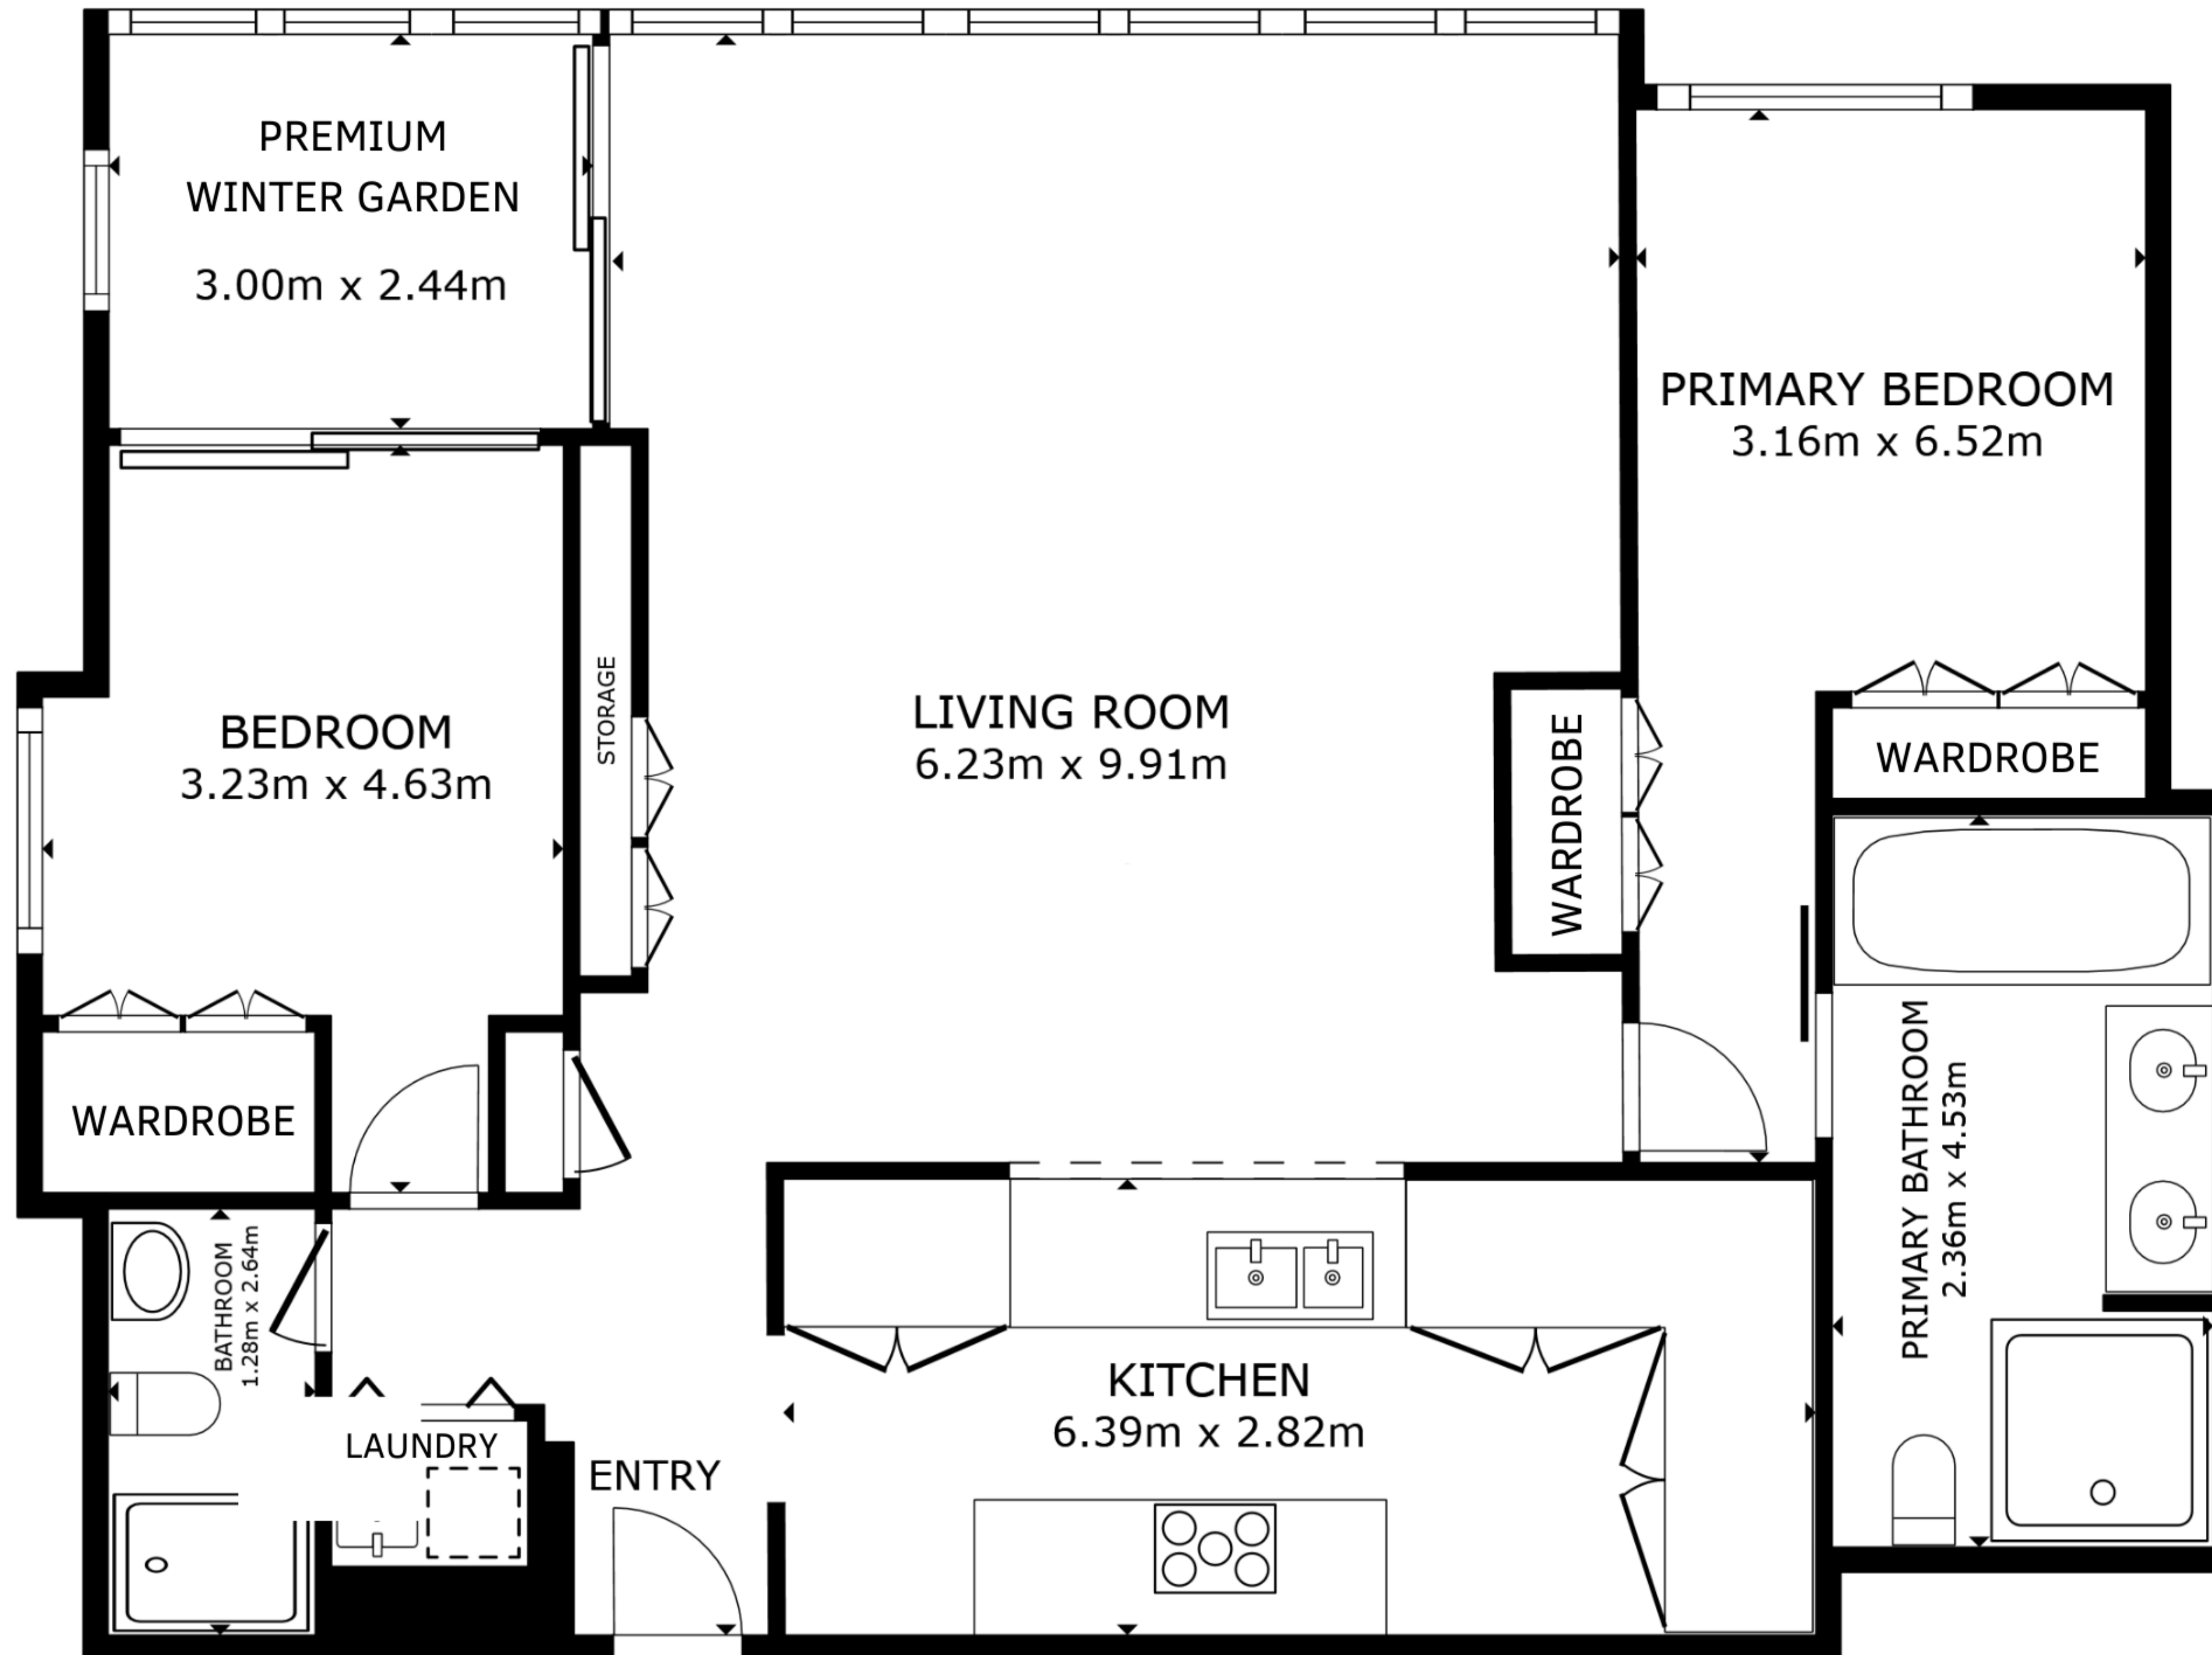 PREMIUM
WINTER GARDEN
3.00m x 2.44m
PRIMARY BEDROOM
3.16m x 6.52m
BEDROOM
3.23m x 4.63m
STORAGE
LIVING ROOM
6.23m x 9.91m
WARDROBE
WARDROBE
WARDROBE
PRIMARY BATHROOM
2.36m x 4.53m
BATHROOM
1.28m x 2.64m
LAUNDRY
ENTRY
KITCHEN
6.39m x 2.82m